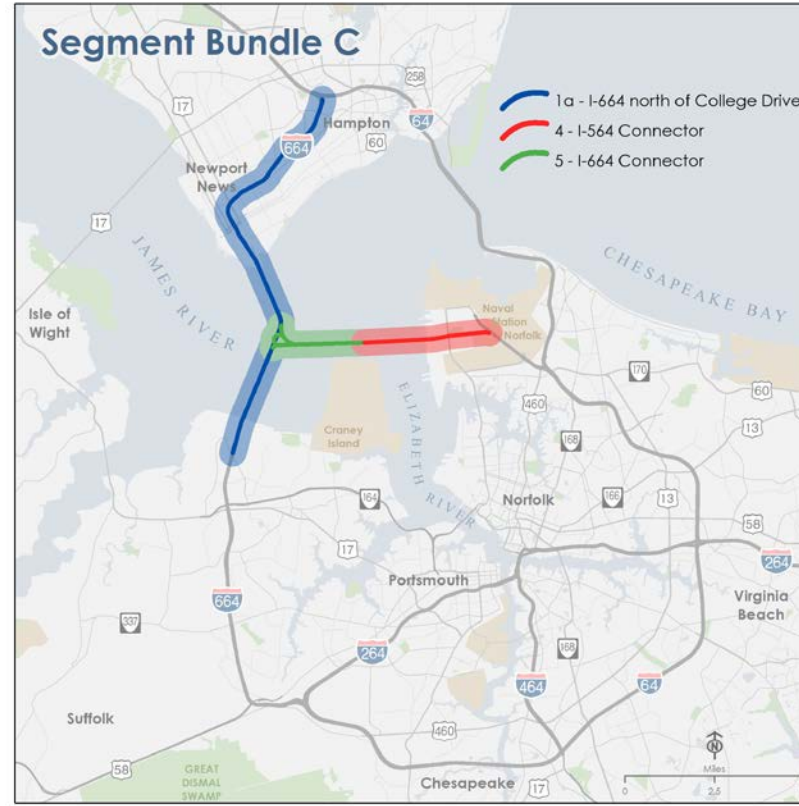 Segment Bundle C
1a - I-664 north of College Drive
4 - I-564 Connector
5 - I-664 Connector
17
258
64
Hampton
60
664
Newport
News
17
JAMES RIVER
CHESAPEAKE BAY
Isle of
Wight
Naval
Station
Norfolk
170
60
460
13
Craney
Island
ELIZABETH RIVER
168
164
Norfolk
166
13
58
17
264
Portsmouth
664
Virginia
Beach
337
264
168
464
64
Suffolk
460
N
Miles
58
GREAT
DISMAL
SWAMP
Chesapeake
17
0
2.5